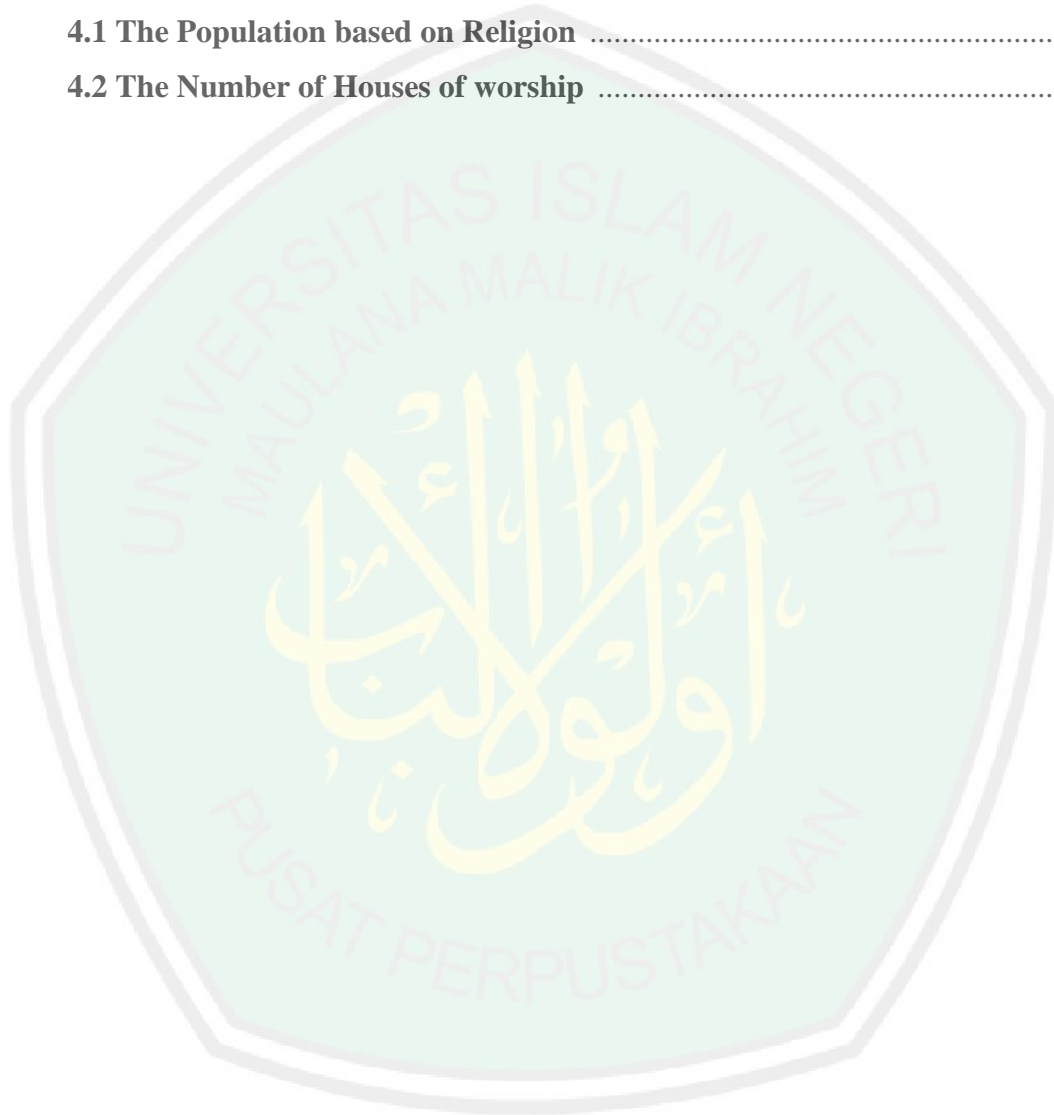 4.1 The Population based on Religion ........................................................................
4.2 The Number of Houses of worship ......................................................................
UNIVERSITAS ISLAM NEGERI
MAULANA MALIK IBRAHIM
أولوا الألباب
PUSAT PERPUSTAKAAN